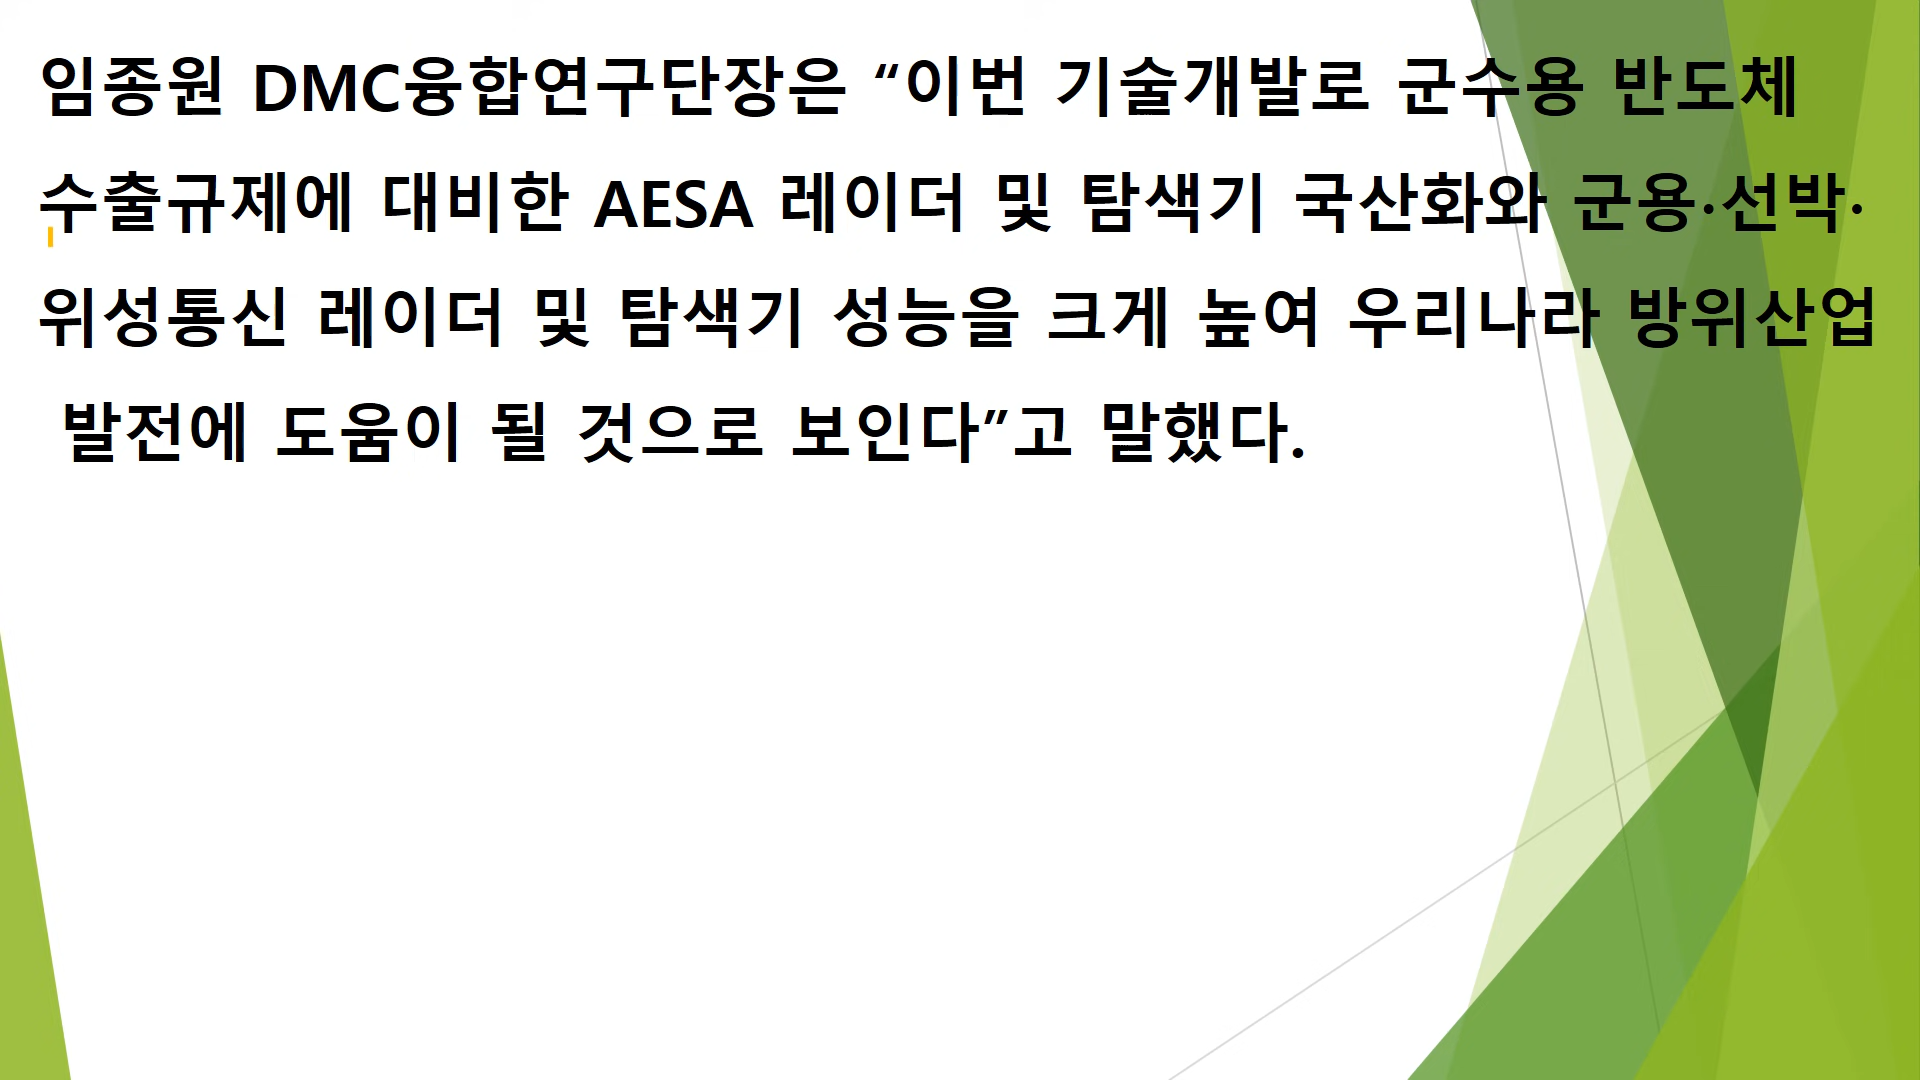 임종원 DMC융합연구단장은 “이번 기술개발로 군수용 반도체
수출규제에 대비한 AESA 레이더 및 탐색기 국산화와 군용·선박·
위성통신 레이더 및 탐색기 성능을 크게 높여 우리나라 방위산업
발전에 도움이 될 것으로 보인다”고 말했다.